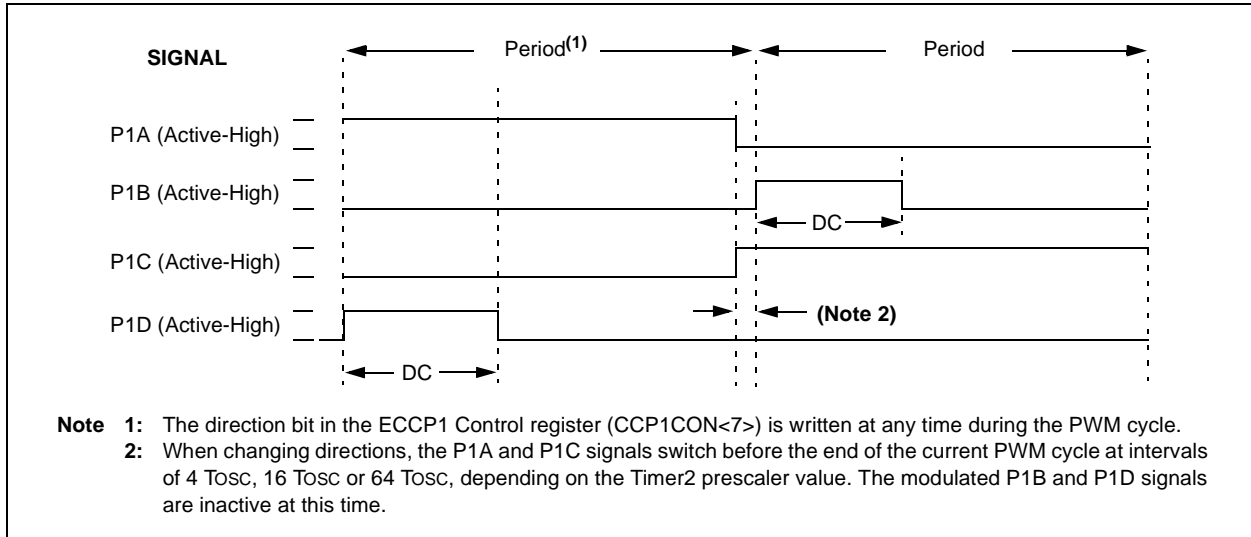 SIGNAL
Period(1)
Period
P1A (Active-High)
P1B (Active-High)
DC
P1C (Active-High)
P1D (Active-High)
(Note 2)
DC
Note 1: The direction bit in the ECCP1 Control register (CCP1CON<7>) is written at any time during the PWM cycle.
2: When changing directions, the P1A and P1C signals switch before the end of the current PWM cycle at intervals
of 4 TOSC, 16 TOSC or 64 TOSC, depending on the Timer2 prescaler value. The modulated P1B and P1D signals
are inactive at this time.